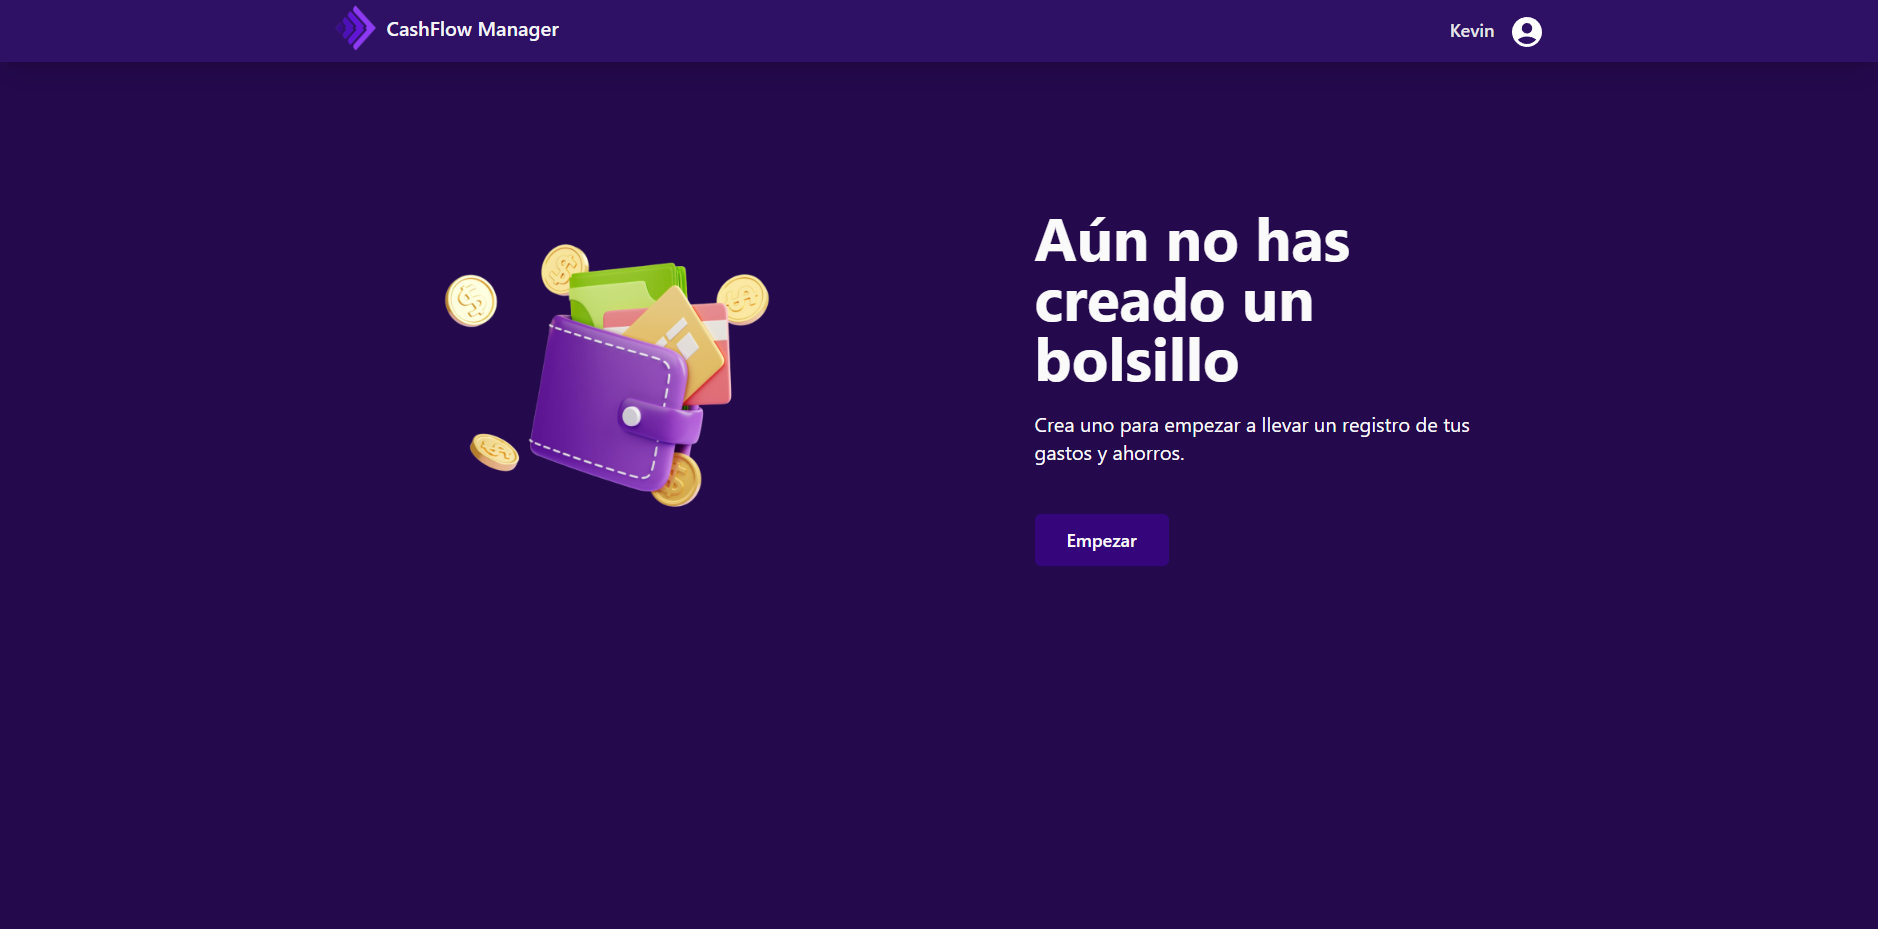 CashFlow Manager
Kevin
Aún no has
creado un
bolsillo
Crea uno para empezar a llevar un registro de tus
gastos y ahorros.
Empezar